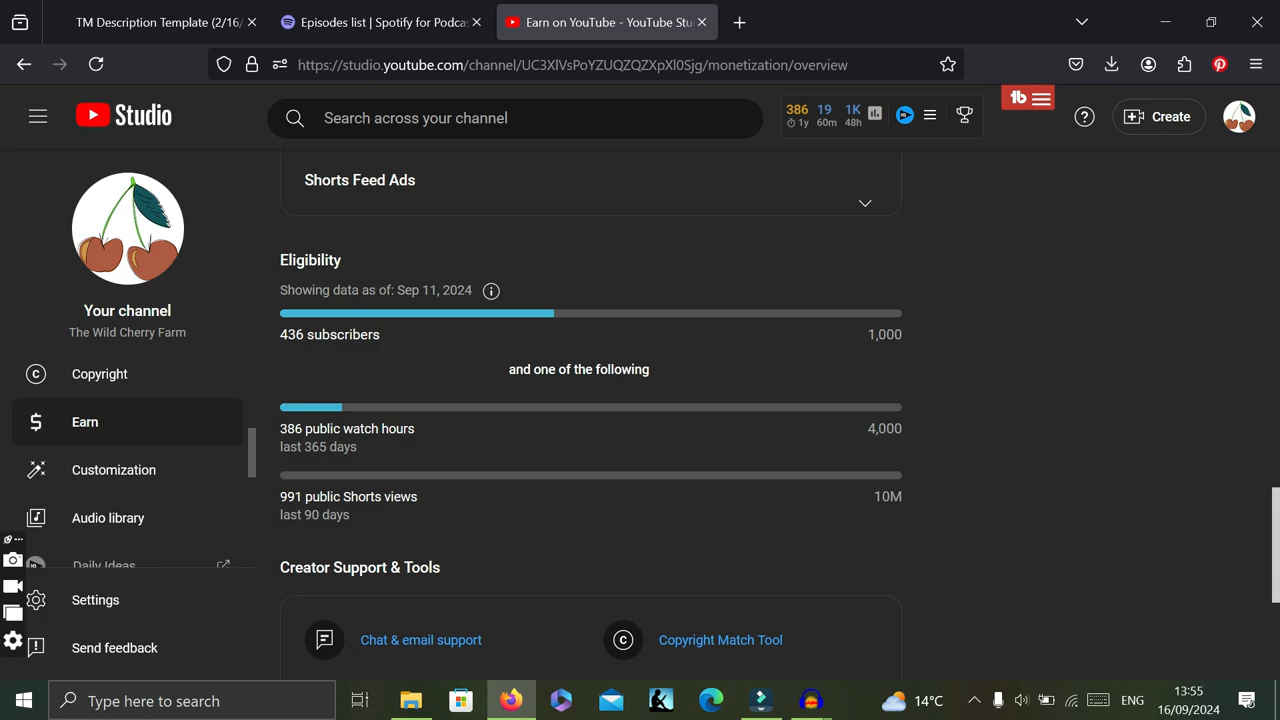 TM Description Template (2/16/
Episodes list | Spotify for Podca
Earn on YouTube - YouTube Stu
https://studio.youtube.com/channel/UC3XlVsPoYZUQZQZXpXl0Sjg/monetization/overview
Studio
Search across your channel
386 19 1K
1y 60m 48h
tb
Create
Shorts Feed Ads
Your channel
The Wild Cherry Farm
Copyright
Earn
Customization
Audio library
Daily Ideas
Settings
Send feedback
Eligibility
Showing data as of: Sep 11, 2024
436 subscribers 1,000
and one of the following
386 public watch hours 4,000
last 365 days
991 public Shorts views 10M
last 90 days
Creator Support & Tools
Chat & email support
Copyright Match Tool
Type here to search
14°C
ENG
13:55
16/09/2024